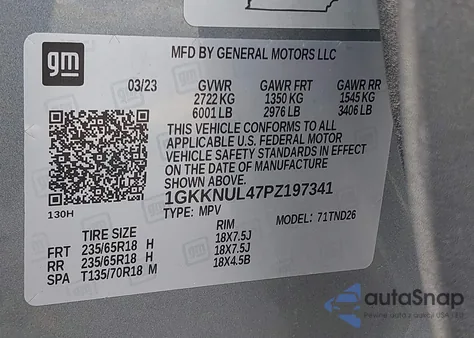 gm
MFD BY GENERAL MOTORS LLC
03/23 GVWR GAWR FRT GAWR RR
2722 KG 1350 KG 1545 KG
6001 LB 2976 LB 3406 LB
THIS VEHICLE CONFORMS TO ALL
APPLICABLE U.S. FEDERAL MOTOR
VEHICLE SAFETY STANDARDS IN EFFECT
ON THE DATE OF MANUFACTURE
SHOWN ABOVE.
1GKKNUL47PZ197341
TYPE: MPV MODEL: 71TND26
130H
TIRE SIZE RIM
FRT 235/65R18 H 18X7.5J
RR 235/65R18 H 18X7.5J
SPA T135/70R18 M 18X4.5B
autaSnap